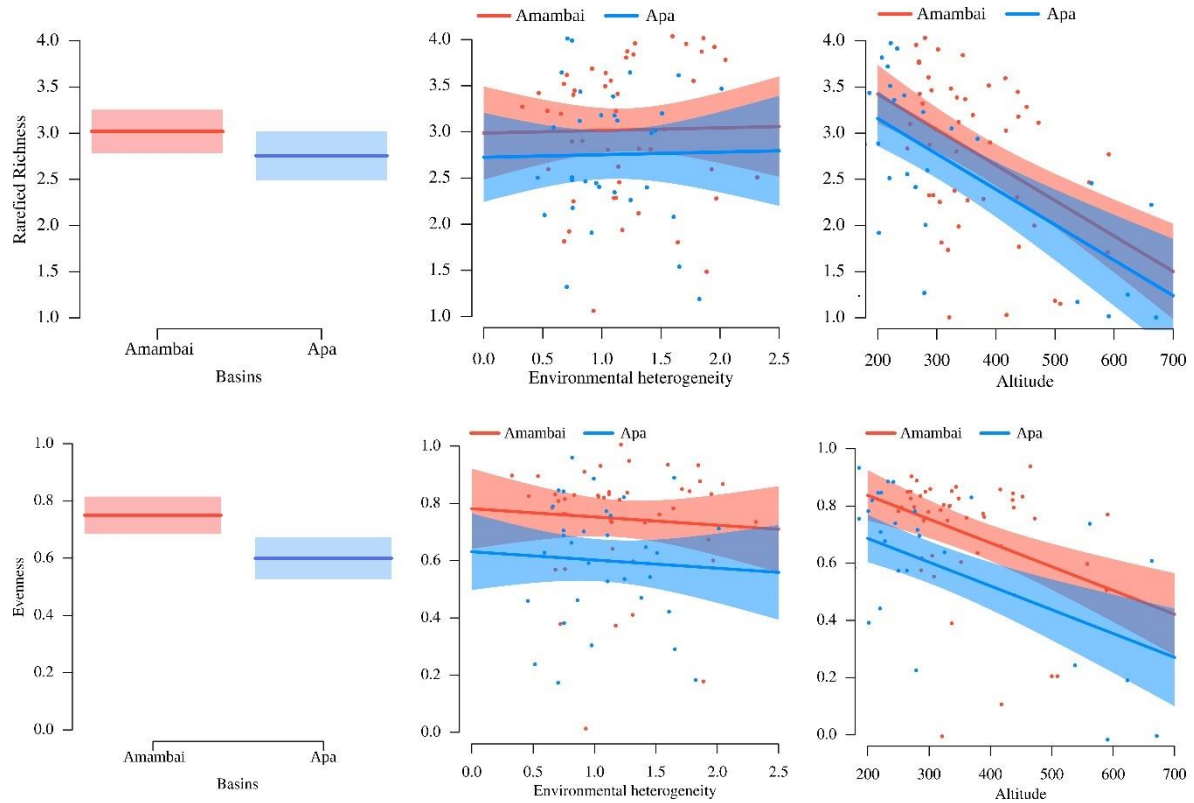 Amambai Apa
Amambai Apa
4.0
3.5
3.0
2.5
2.0
1.5
1.0
Rarefied Richness
Amambai Apa
Basins
4.0
3.5
3.0
2.5
2.0
1.5
1.0
0.0 0.5 1.0 1.5 2.0 2.5
Environmental heterogeneity
4.0
3.5
3.0
2.5
2.0
1.5
1.0
200 300 400 500 600 700
Altitude
Amambai Apa
Amambai Apa
1.0
0.8
0.6
0.4
0.2
0.0
Evenness
Amambai Apa
Basins
1.0
0.8
0.6
0.4
0.2
0.0
0.0 0.5 1.0 1.5 2.0 2.5
Environmental heterogeneity
1.0
0.8
0.6
0.4
0.2
0.0
200 300 400 500 600 700
Altitude